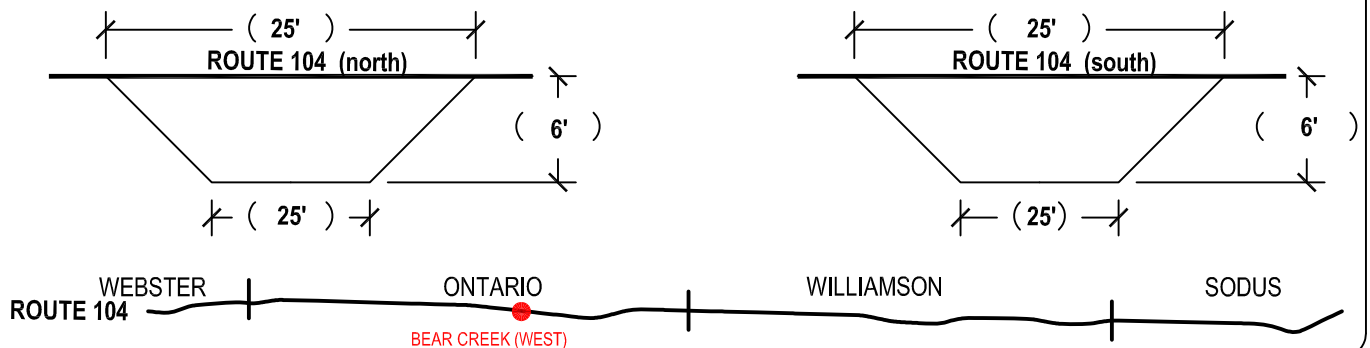 ( 25' ) ( 25' )
ROUTE 104 (north) ROUTE 104 (south)
( 6' ) ( 6' )
( 25' ) (25')
WEBSTER ONTARIO WILLIAMSON SODUS
ROUTE 104
BEAR CREEK (WEST)